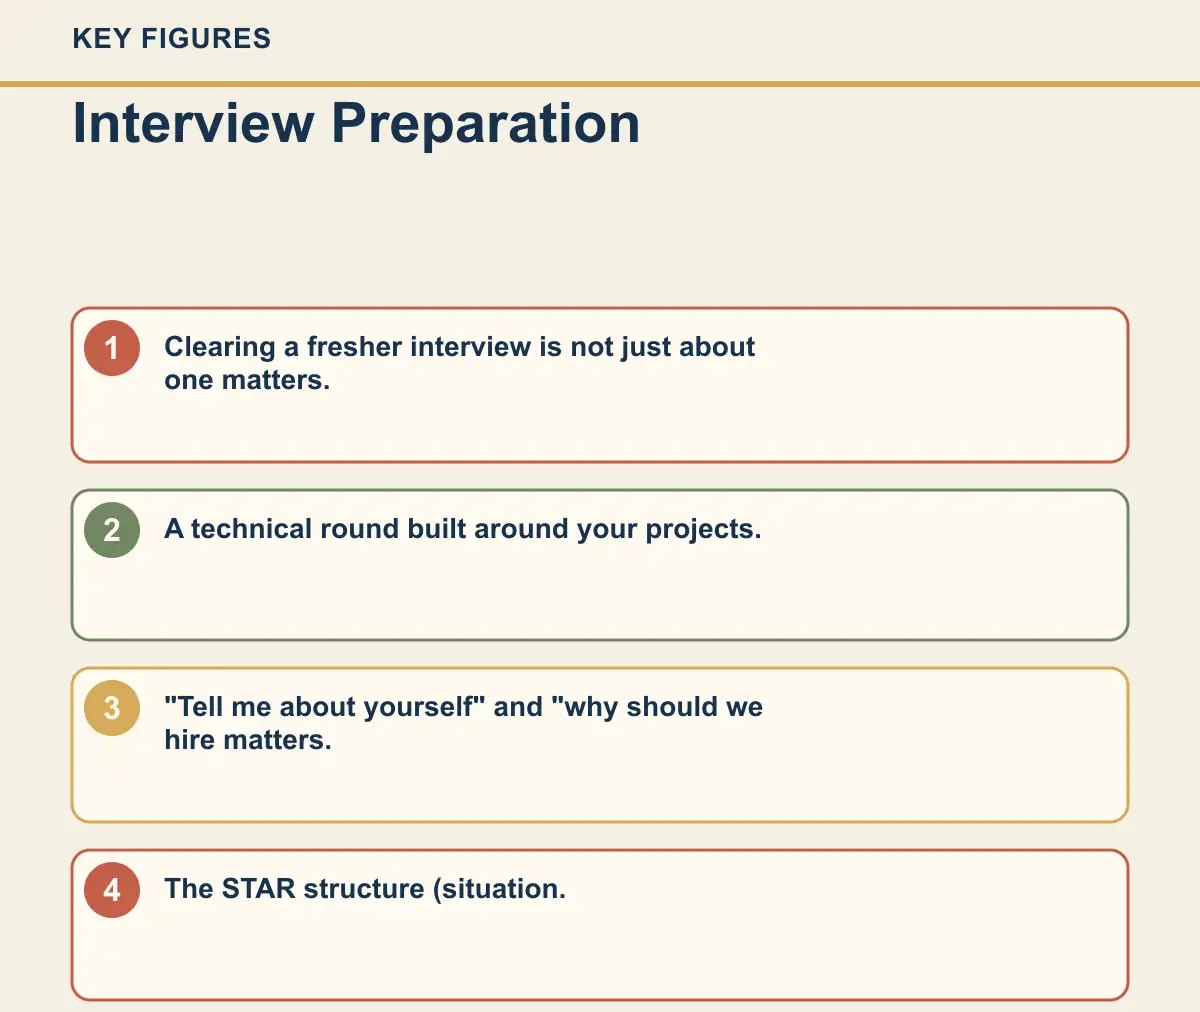 KEY FIGURES
Interview Preparation
1
Clearing a fresher interview is not just about
one matters.
2
A technical round built around your projects.
3
"Tell me about yourself" and "why should we
hire matters.
4
The STAR structure (situation.